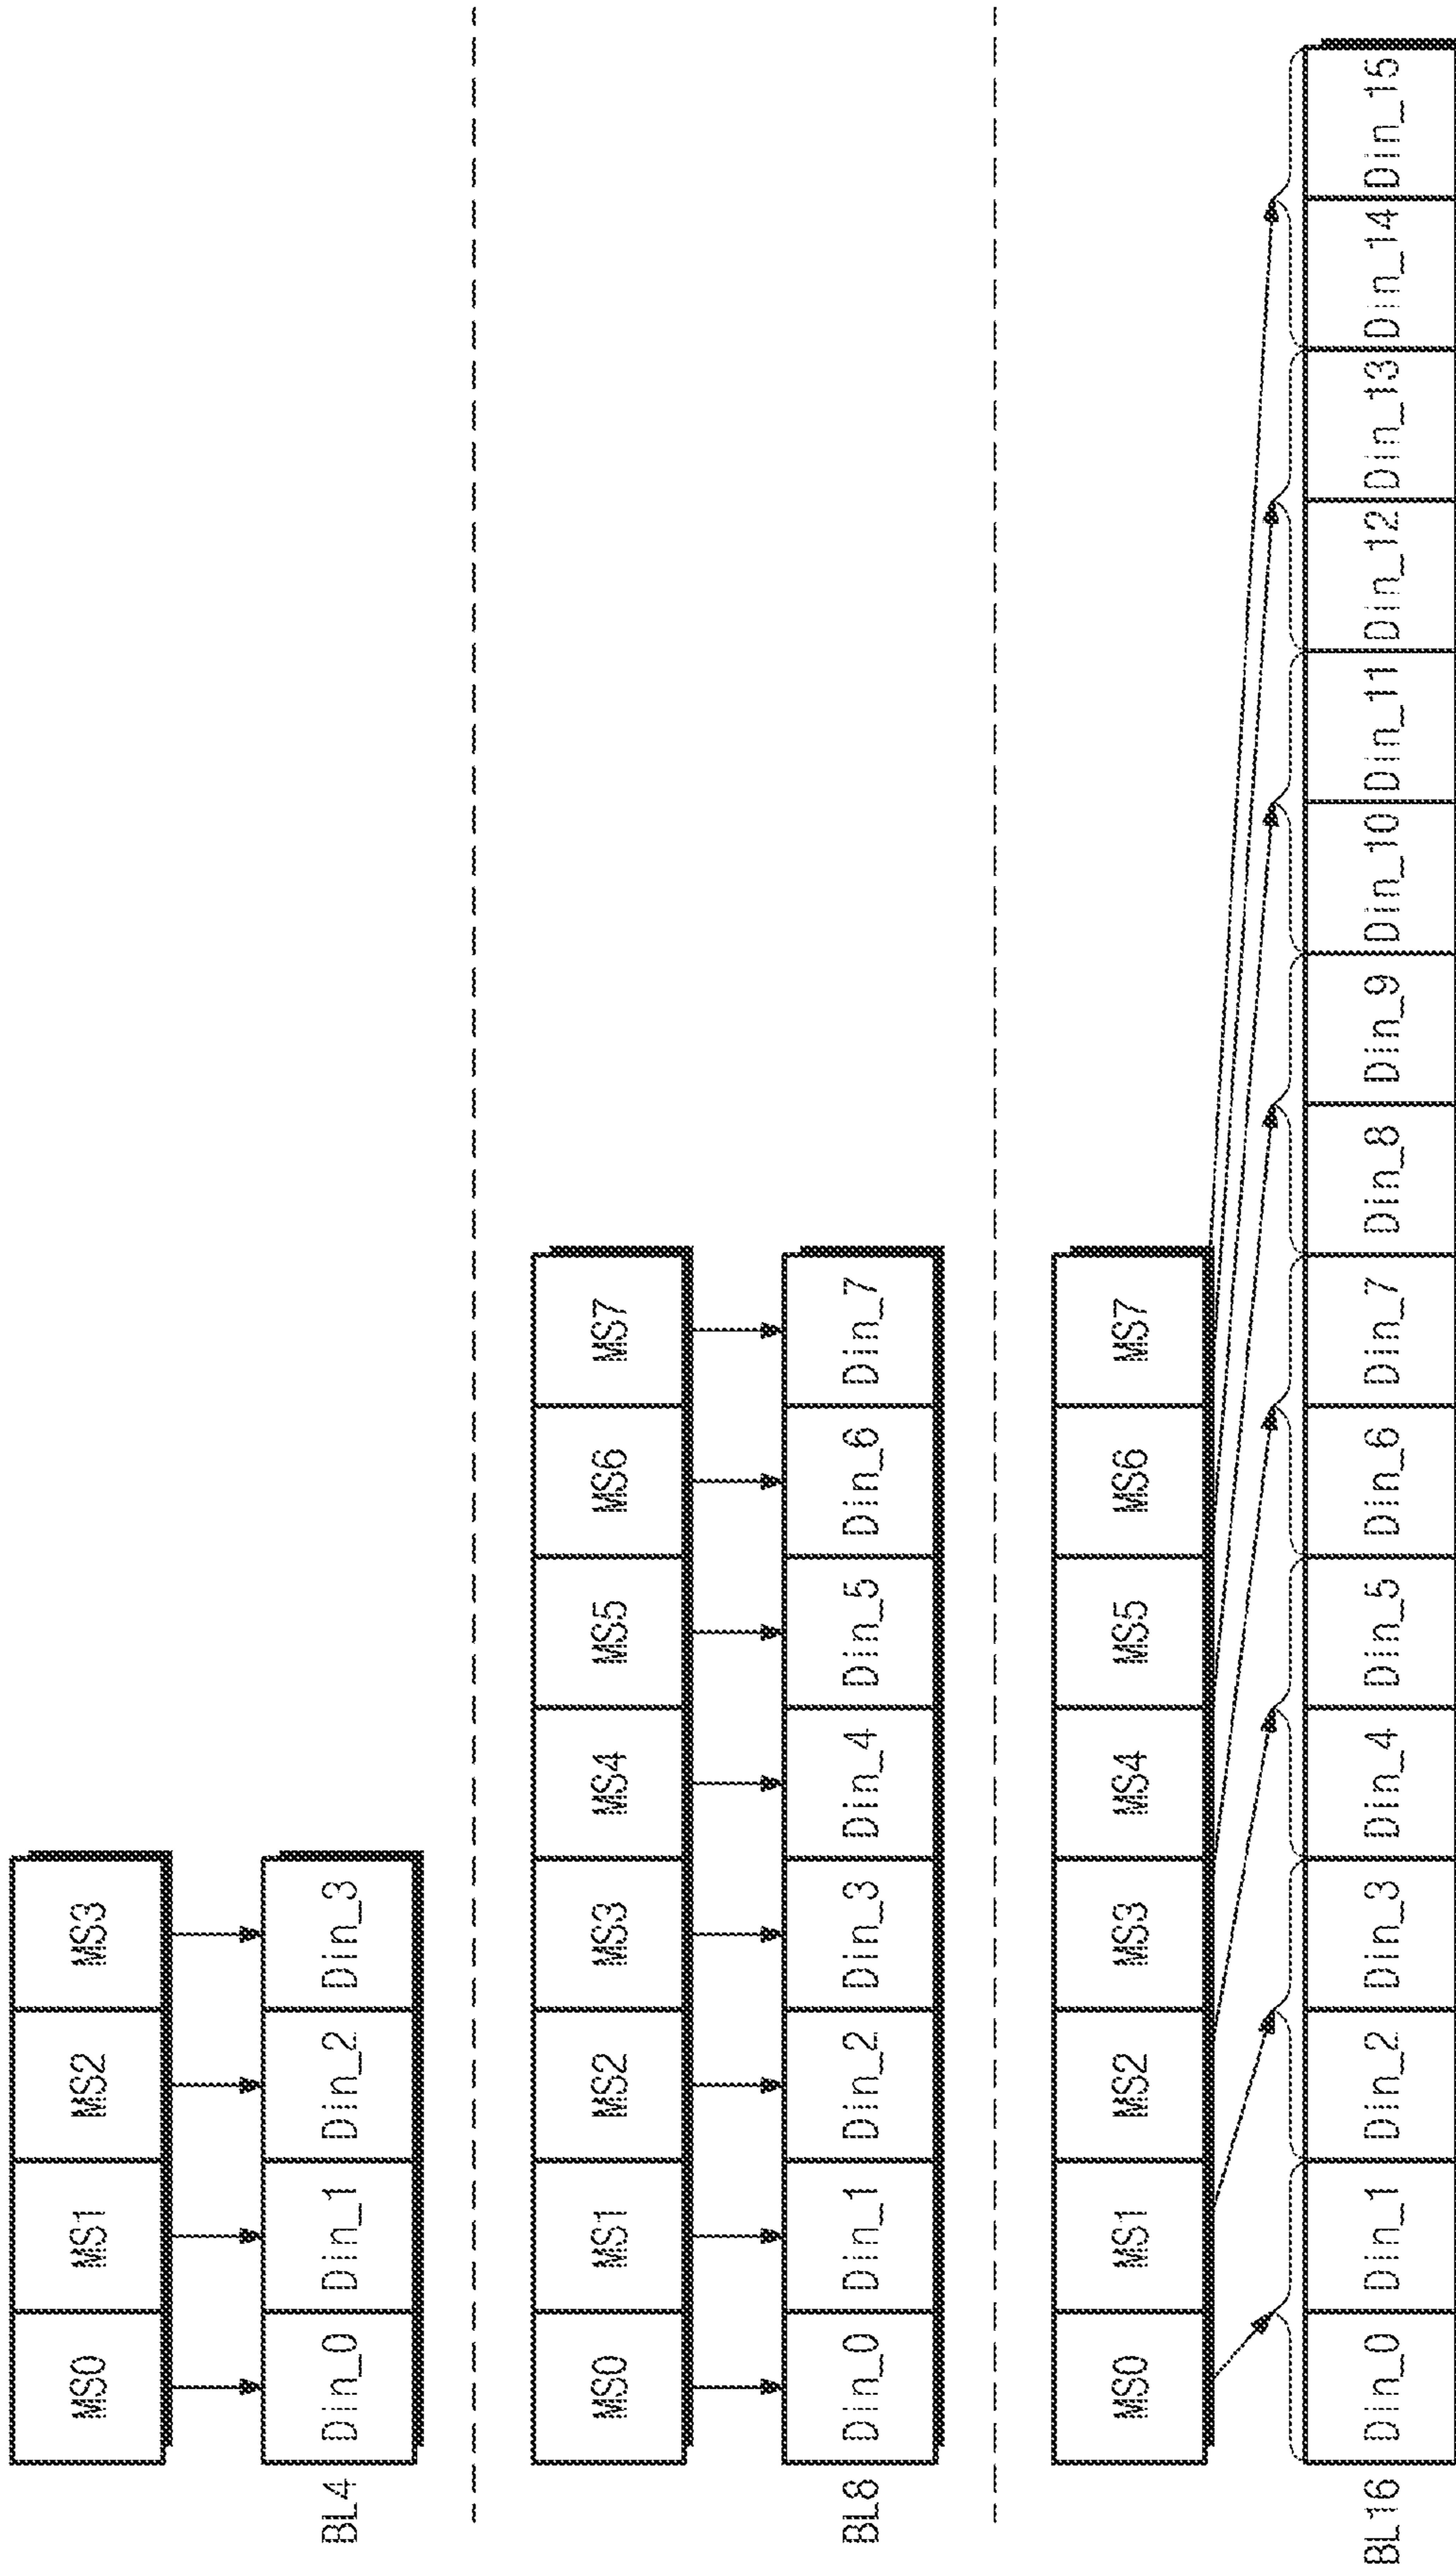 MS0 MS1 MS2 MS3
BL4 Din_0 Din_1 Din_2 Din_3
MS0 MS1 MS2 MS3 MS4 MS5 MS6 MS7
BL8 Din_0 Din_1 Din_2 Din_3 Din_4 Din_5 Din_6 Din_7
MS0 MS1 MS2 MS3 MS4 MS5 MS6 MS7
BL16 Din_0 Din_1 Din_2 Din_3 Din_4 Din_5 Din_6 Din_7 Din_8 Din_9 Din_10 Din_11 Din_12 Din_13 Din_14 Din_15